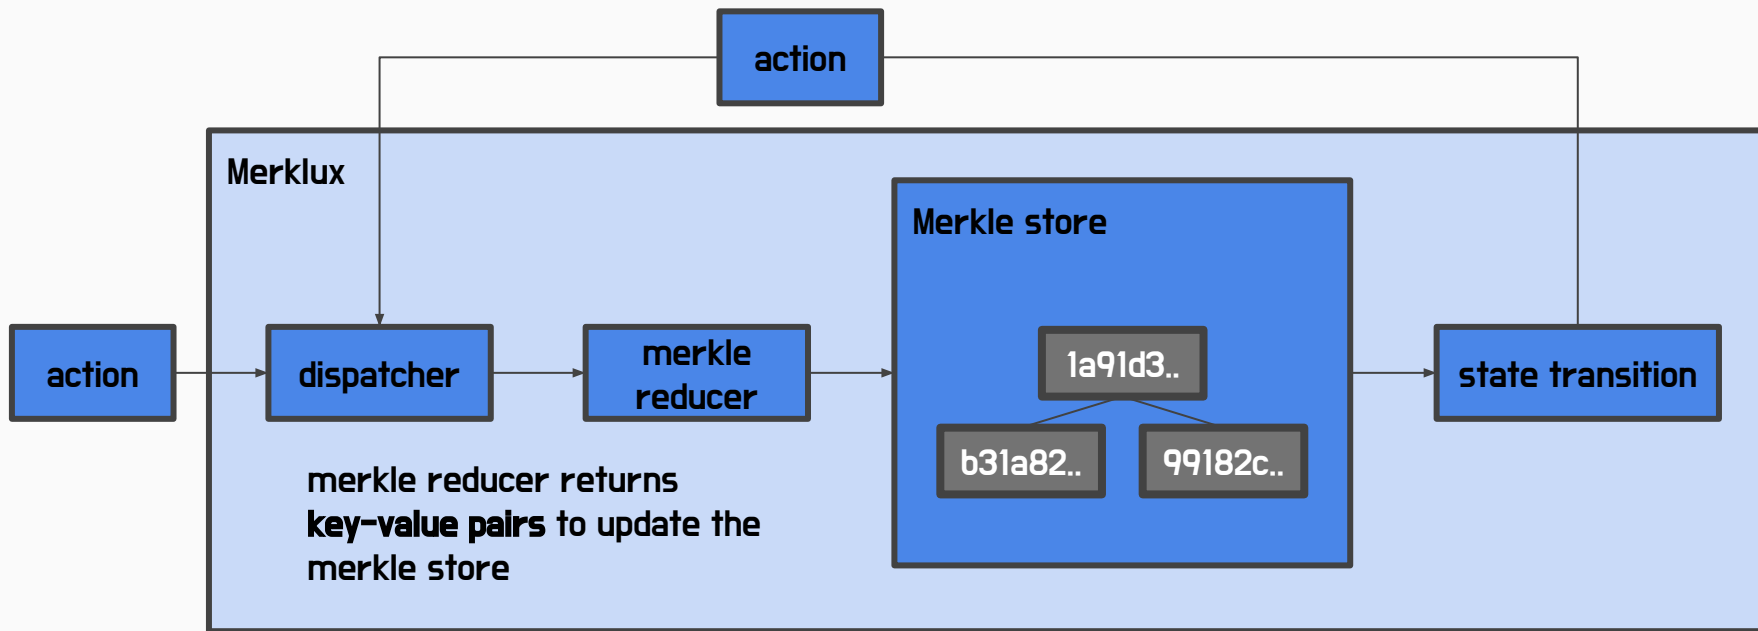 action
Merklux
Merkle store
action
dispatcher
merkle
reducer
1a91d3..
b31a82..
99182c..
state transition
merkle reducer returns
key-value pairs to update the
merkle store